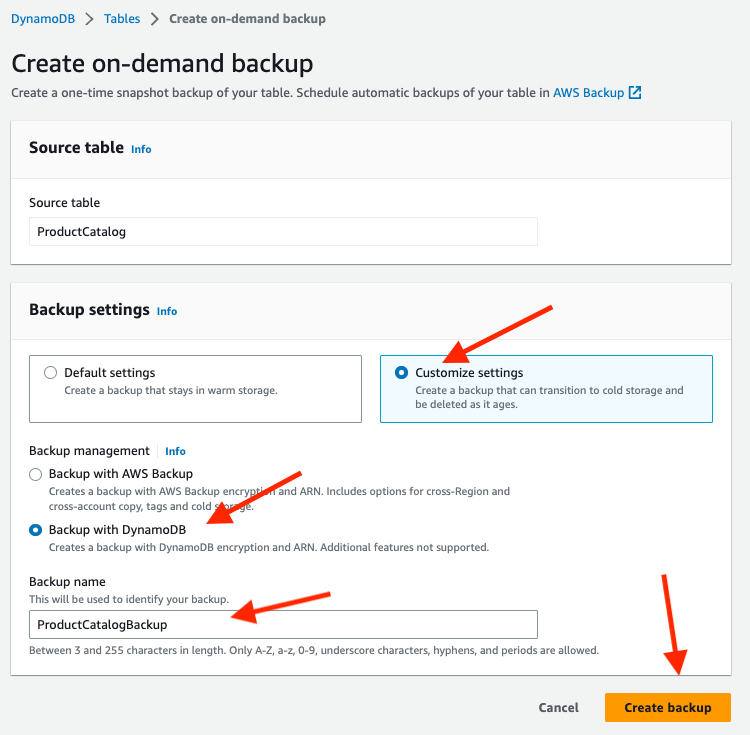 DynamoDB > Tables > Create on-demand backup
Create on-demand backup
Create a one-time snapshot backup of your table. Schedule automatic backups of your table in AWS Backup
Source table Info
Source table
ProductCatalog
Backup settings Info
Default settings
Create a backup that stays in warm storage.
Customize settings
Create a backup that can transition to cold storage and
be deleted as it ages.
Backup management Info
Backup with AWS Backup
Creates a backup with AWS Backup encryption and ARN. Includes options for cross-Region and
cross-account copy, tags and cold storage.
Backup with DynamoDB
Creates a backup with DynamoDB encryption and ARN. Additional features not supported.
Backup name
This will be used to identify your backup.
ProductCatalogBackup
Between 3 and 255 characters in length. Only A-Z, a-z, 0-9, underscore characters, hyphens, and periods are allowed.
Cancel
Create backup